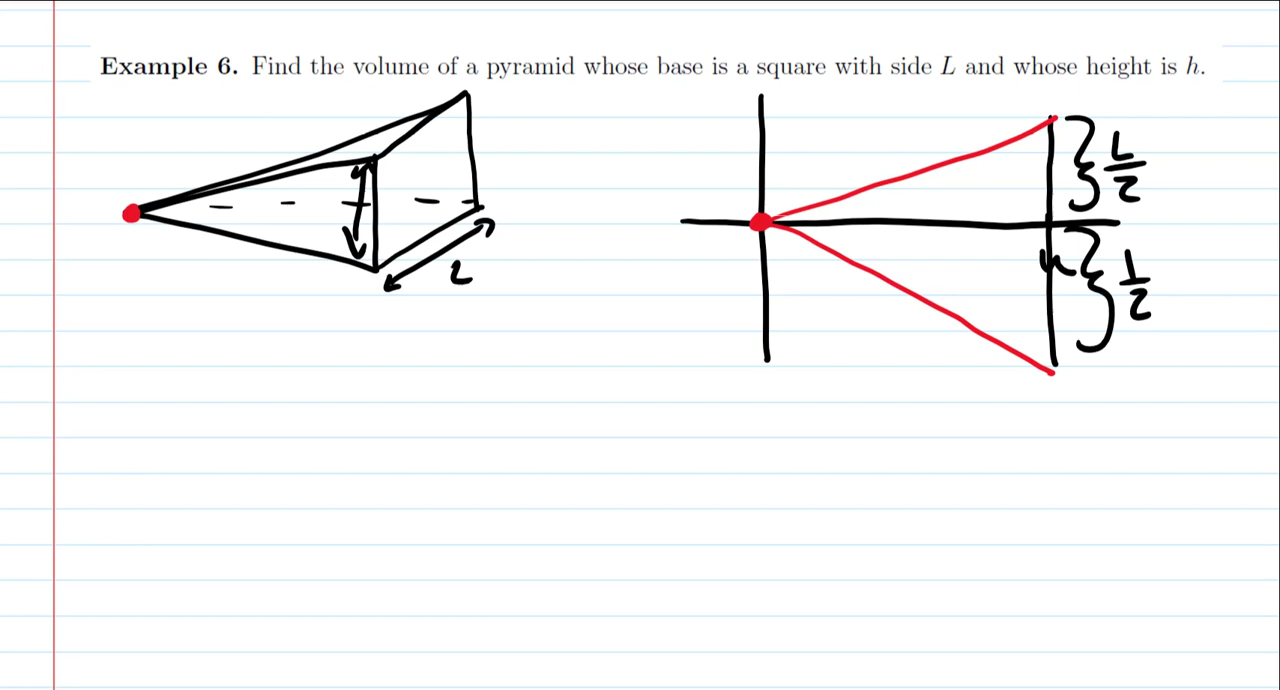 Example 6. Find the volume of a pyramid whose base is a square with side L and whose height is h.
L
L/2
h
L/2